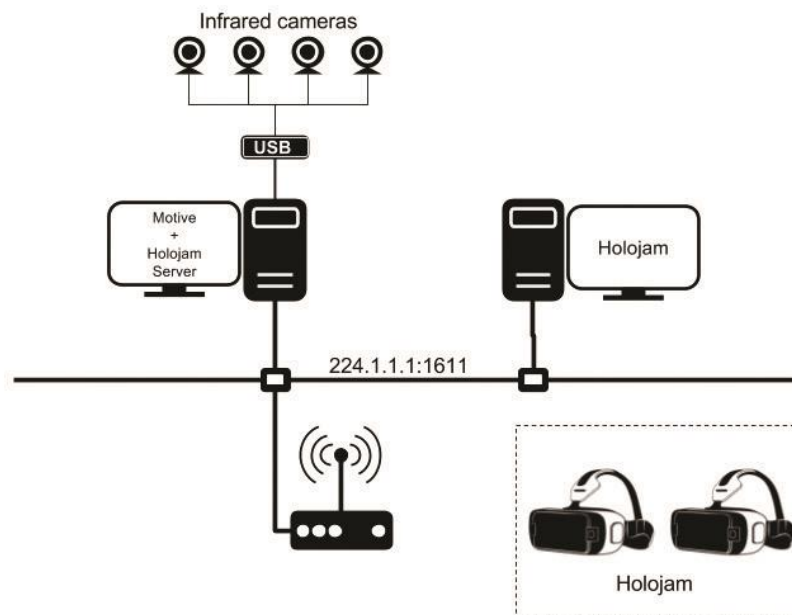 Infrared cameras
USB
Motive
+
Holojam
Server
Holojam
224.1.1.1:1611
Holojam